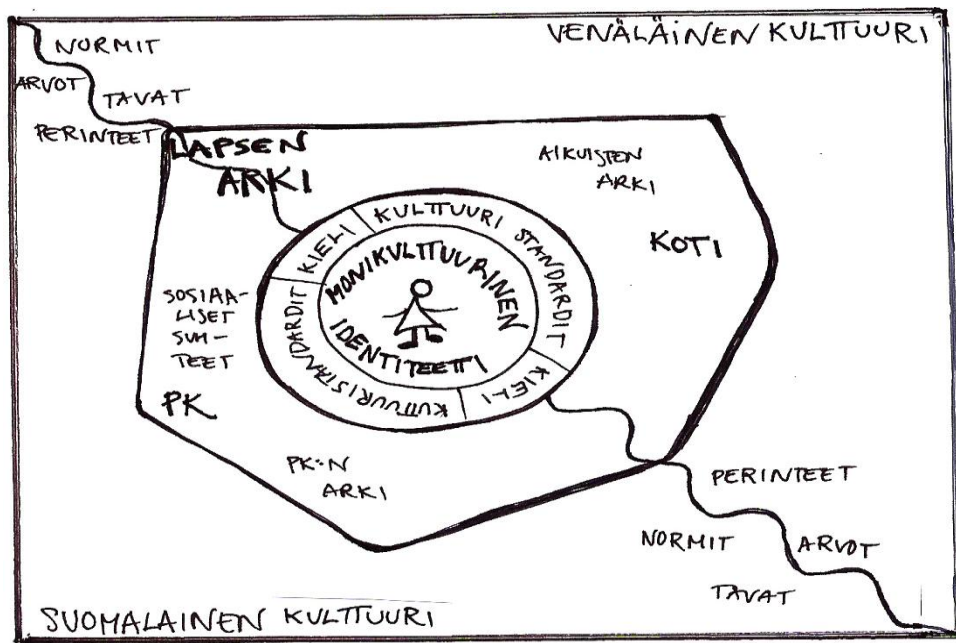 VENÄLÄINEN KULTTUURI
NORMIT
ARVOT
TAVAT
PERINTEET
LAPSEN
ARKI
AIKUISTEN
ARKI
KOTI
KIELI
KULTTUURI STANDARDIT
MONIKULTTUURINEN
IDENTITEETTI
KULTTUURISTANDARDIT
KIELI
SOSIAA-
LISET
SUH-
TEET
PK
PK:N
ARKI
PERINTEET
NORMIT
ARVOT
TAVAT
SUOMALAINEN KULTTUURI